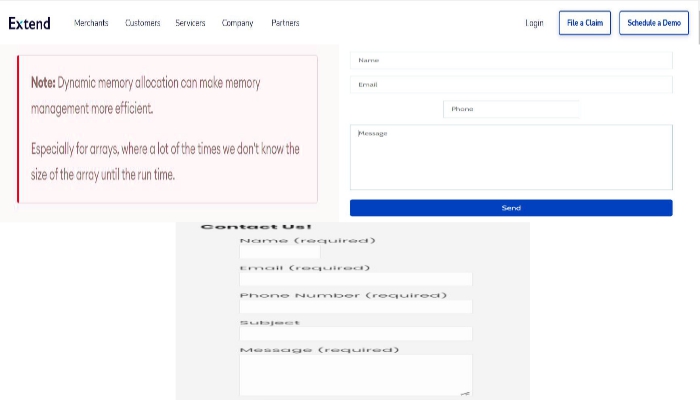 Extend Merchants Customers Servicers Company Partners Login File a Claim Schedule a Demo
Note: Dynamic memory allocation can make memory
management more efficient.
Especially for arrays, where a lot of the times we don't know the
size of the array until the run time.
Name
Email
Phone
Message
Send
Contact Us!
Name (required)
Email (required)
Phone Number (required)
Subject
Message (required)